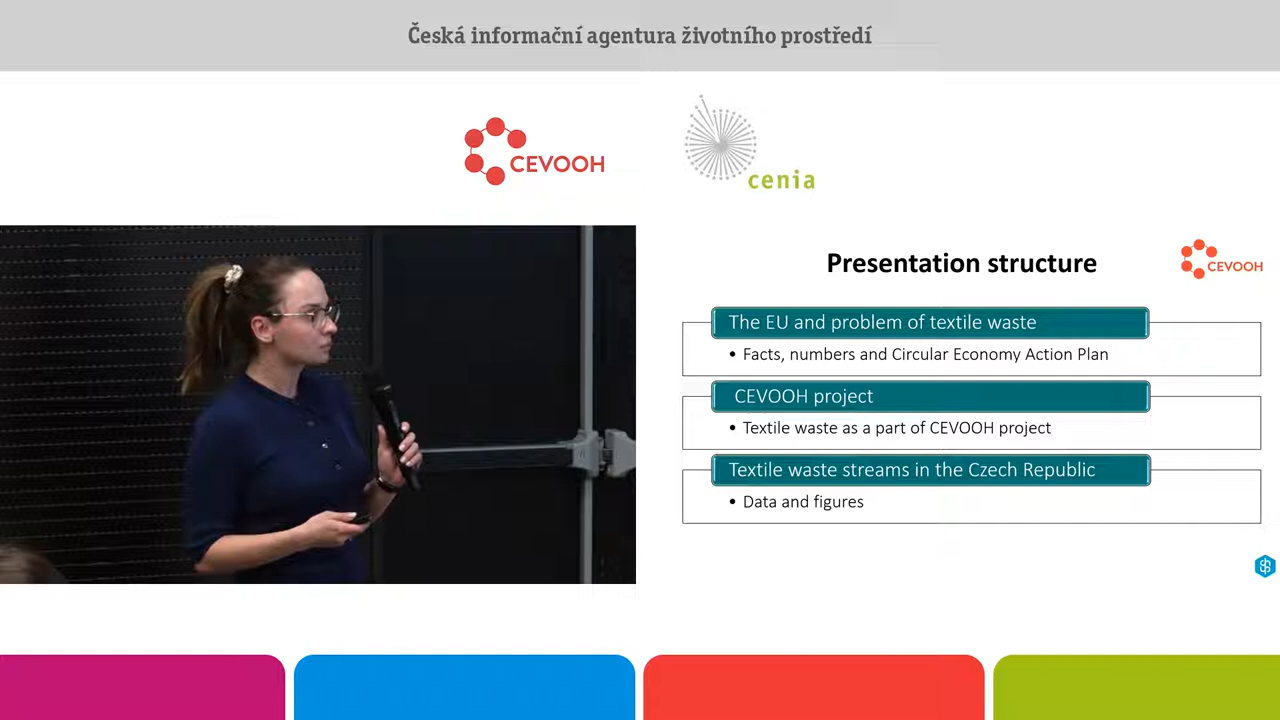 Česká informační agentura životního prostředí
CEVOOH
cenia
Presentation structure
CEVOOH
The EU and problem of textile waste
• Facts, numbers and Circular Economy Action Plan
CEVOOH project
• Textile waste as a part of CEVOOH project
Textile waste streams in the Czech Republic
• Data and figures